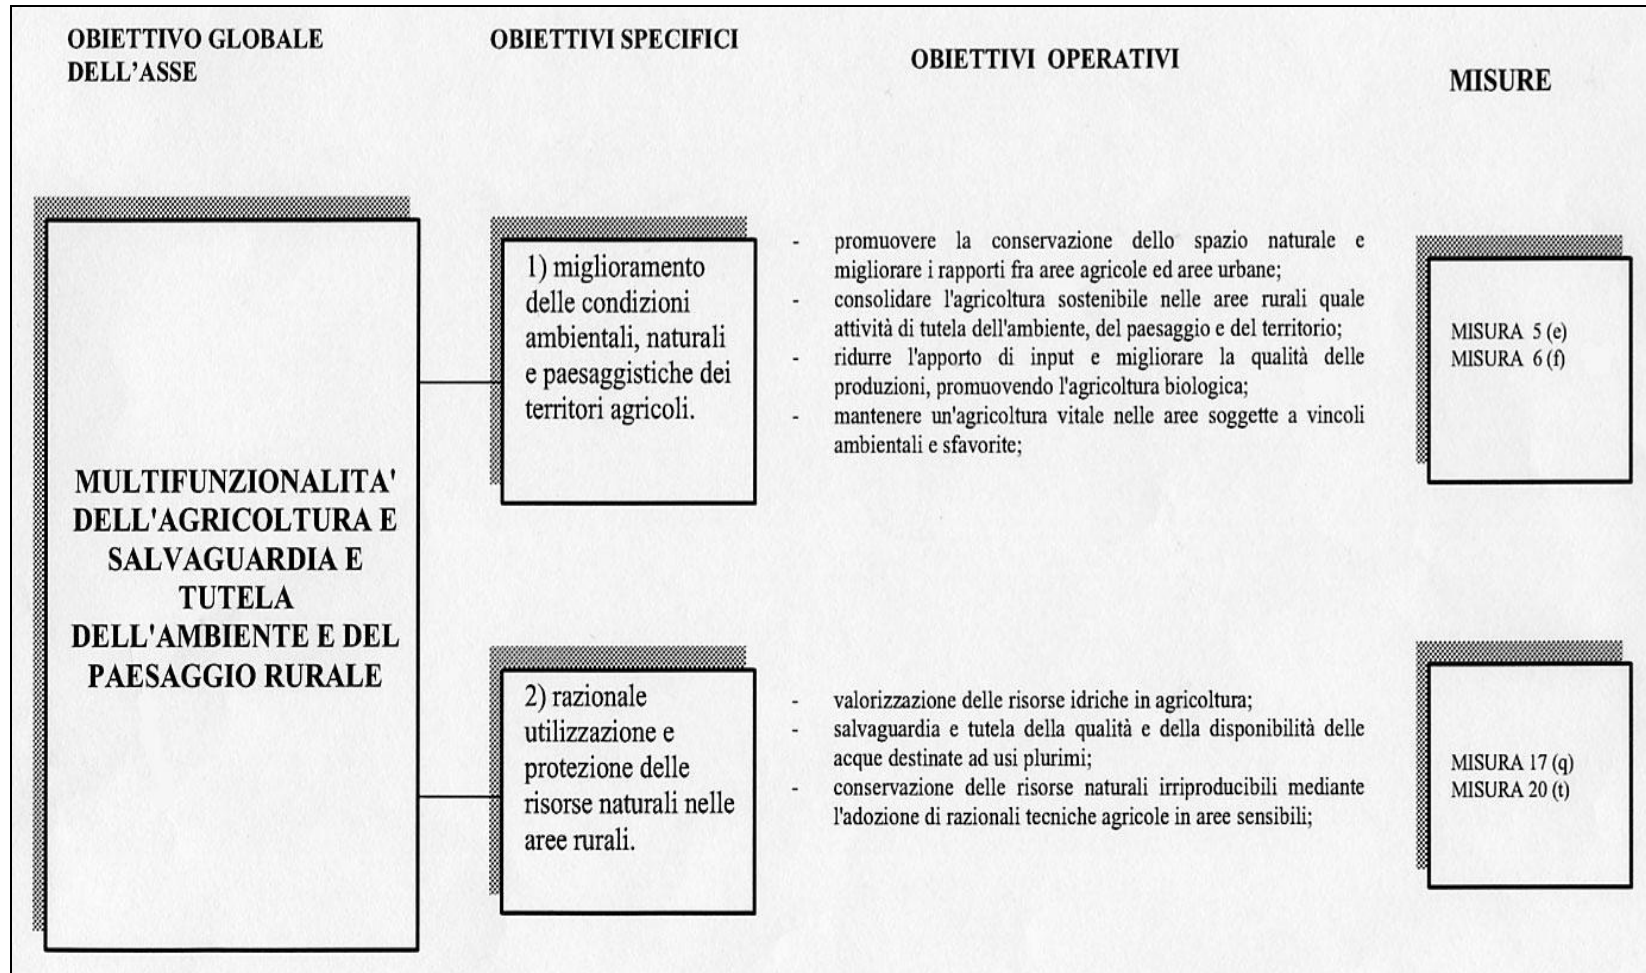 OBIETTIVO GLOBALE
DELL'ASSE
OBIETTIVI SPECIFICI
OBIETTIVI OPERATIVI
MISURE
MULTIFUNZIONALITA'
DELL'AGRICOLTURA E
SALVAGUARDIA E
TUTELA
DELL'AMBIENTE E DEL
PAESAGGIO RURALE
1) miglioramento
delle condizioni
ambientali, naturali
e paesaggistiche dei
territori agricoli.
- promuovere la conservazione dello spazio naturale e
migliorare i rapporti fra aree agricole ed aree urbane;
- consolidare l'agricoltura sostenibile nelle aree rurali quale
attività di tutela dell'ambiente, del paesaggio e del territorio;
- ridurre l'apporto di input e migliorare la qualità delle
produzioni, promuovendo l'agricoltura biologica;
- mantenere un'agricoltura vitale nelle aree soggette a vincoli
ambientali e sfavorite;
MISURA 5 (e)
MISURA 6 (f)
2) razionale
utilizzazione e
protezione delle
risorse naturali nelle
aree rurali.
- valorizzazione delle risorse idriche in agricoltura;
- salvaguardia e tutela della qualità e della disponibilità delle
acque destinate ad usi plurimi;
- conservazione delle risorse naturali irriproducibili mediante
l'adozione di razionali tecniche agricole in aree sensibili;
MISURA 17 (q)
MISURA 20 (t)